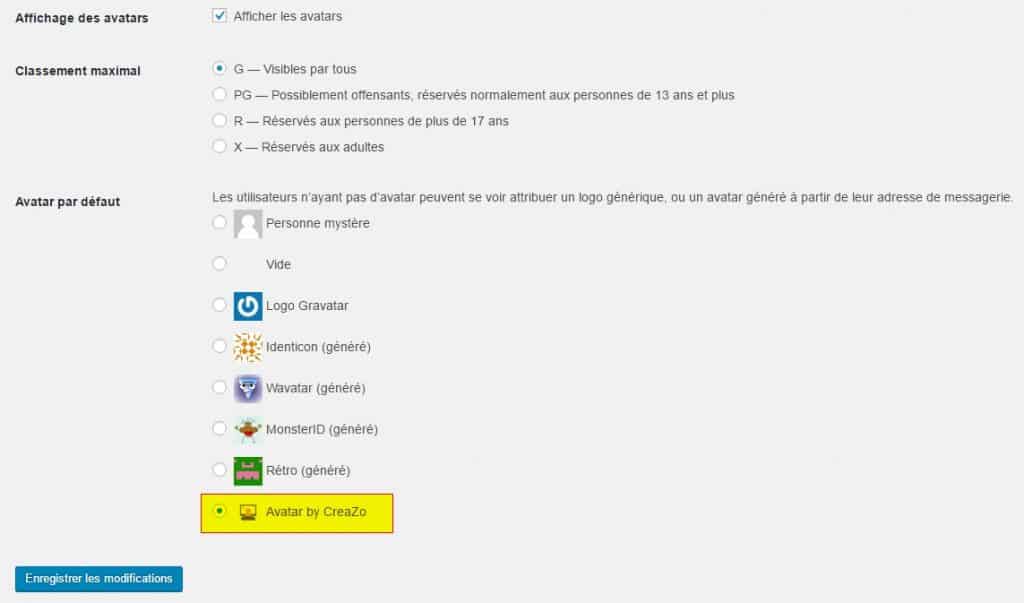 Affichage des avatars
Afficher les avatars
Classement maximal
G — Visibles par tous
PG — Possiblement offensants, réservés normalement aux personnes de 13 ans et plus
R — Réservés aux personnes de plus de 17 ans
X — Réservés aux adultes
Avatar par défaut
Les utilisateurs n’ayant pas d’avatar peuvent se voir attribuer un logo générique, ou un avatar généré à partir de leur adresse de messagerie.
Personne mystère
Vide
Logo Gravatar
Identicon (généré)
Wavatar (généré)
MonsterID (généré)
Rétro (généré)
Avatar by CreaZo
Enregistrer les modifications